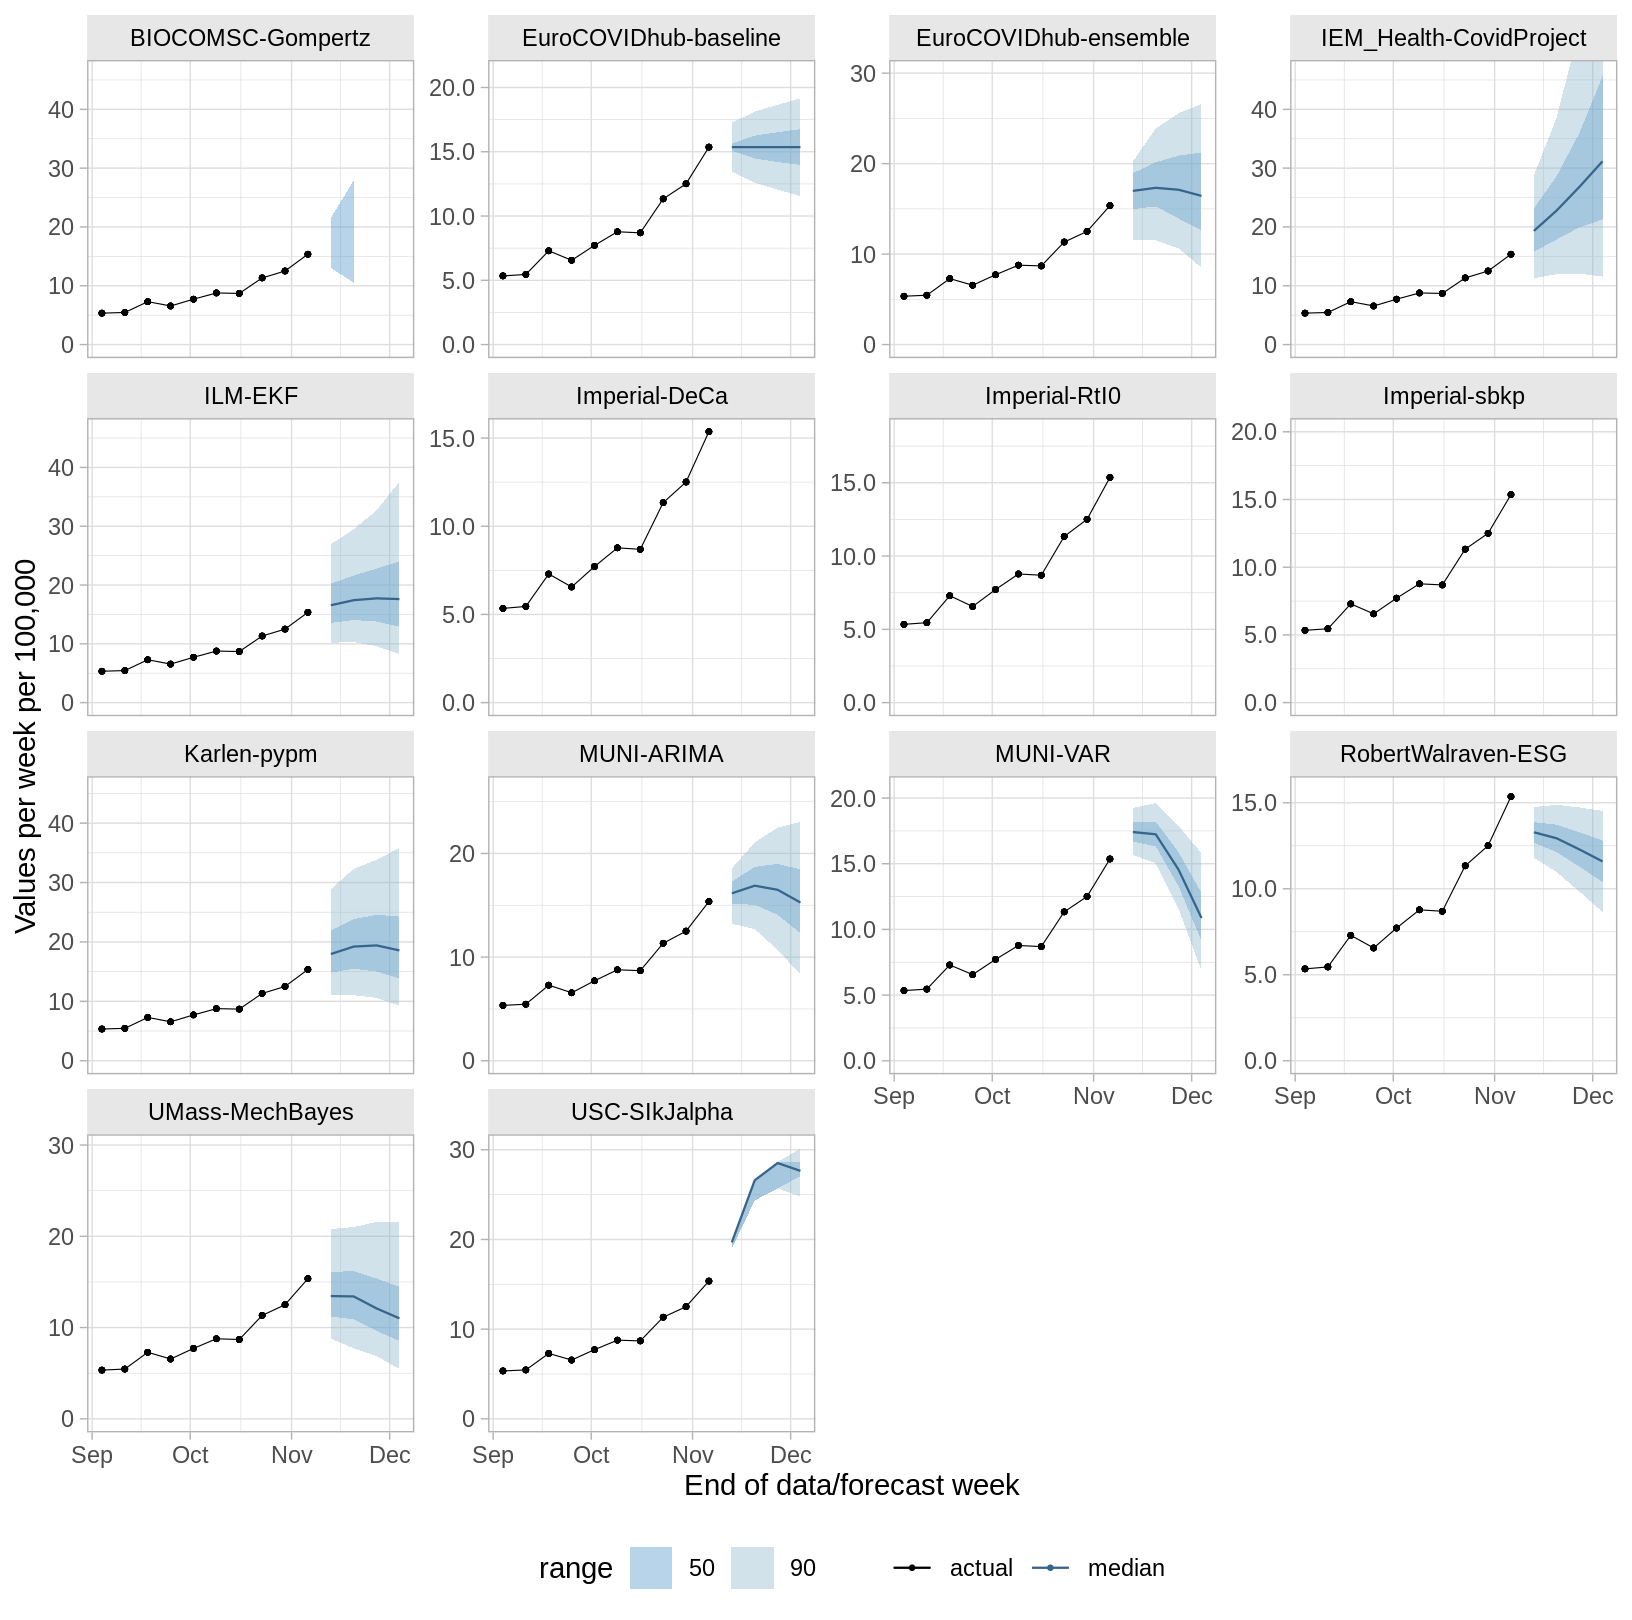 BIOCOMSC-Gompertz EuroCOVIDhub-baseline EuroCOVIDhub-ensemble IEM_Health-CovidProject
40 20.0 30 40
30 15.0 20 30
20 10.0 10 20
10 5.0 0 10
0 0.0 0
ILM-EKF Imperial-DeCa Imperial-RtI0 Imperial-sbkp
40 15.0 15.0 20.0
30 10.0 10.0 15.0
20 5.0 5.0 10.0
10 0.0 0.0 5.0
0 0.0
Values per week per 100,000
Karlen-pypm MUNI-ARIMA MUNI-VAR RobertWalraven-ESG
40 20 20.0 15.0
30 10 15.0 10.0
20 0 10.0 5.0
10 5.0 0.0
0 0.0
Sep Oct Nov Dec Sep Oct Nov Dec
UMass-MechBayes USC-SIkJalpha
30 30
20 20
10 10
0 0
Sep Oct Nov Dec Sep Oct Nov Dec
End of data/forecast week
range 50 90 actual median